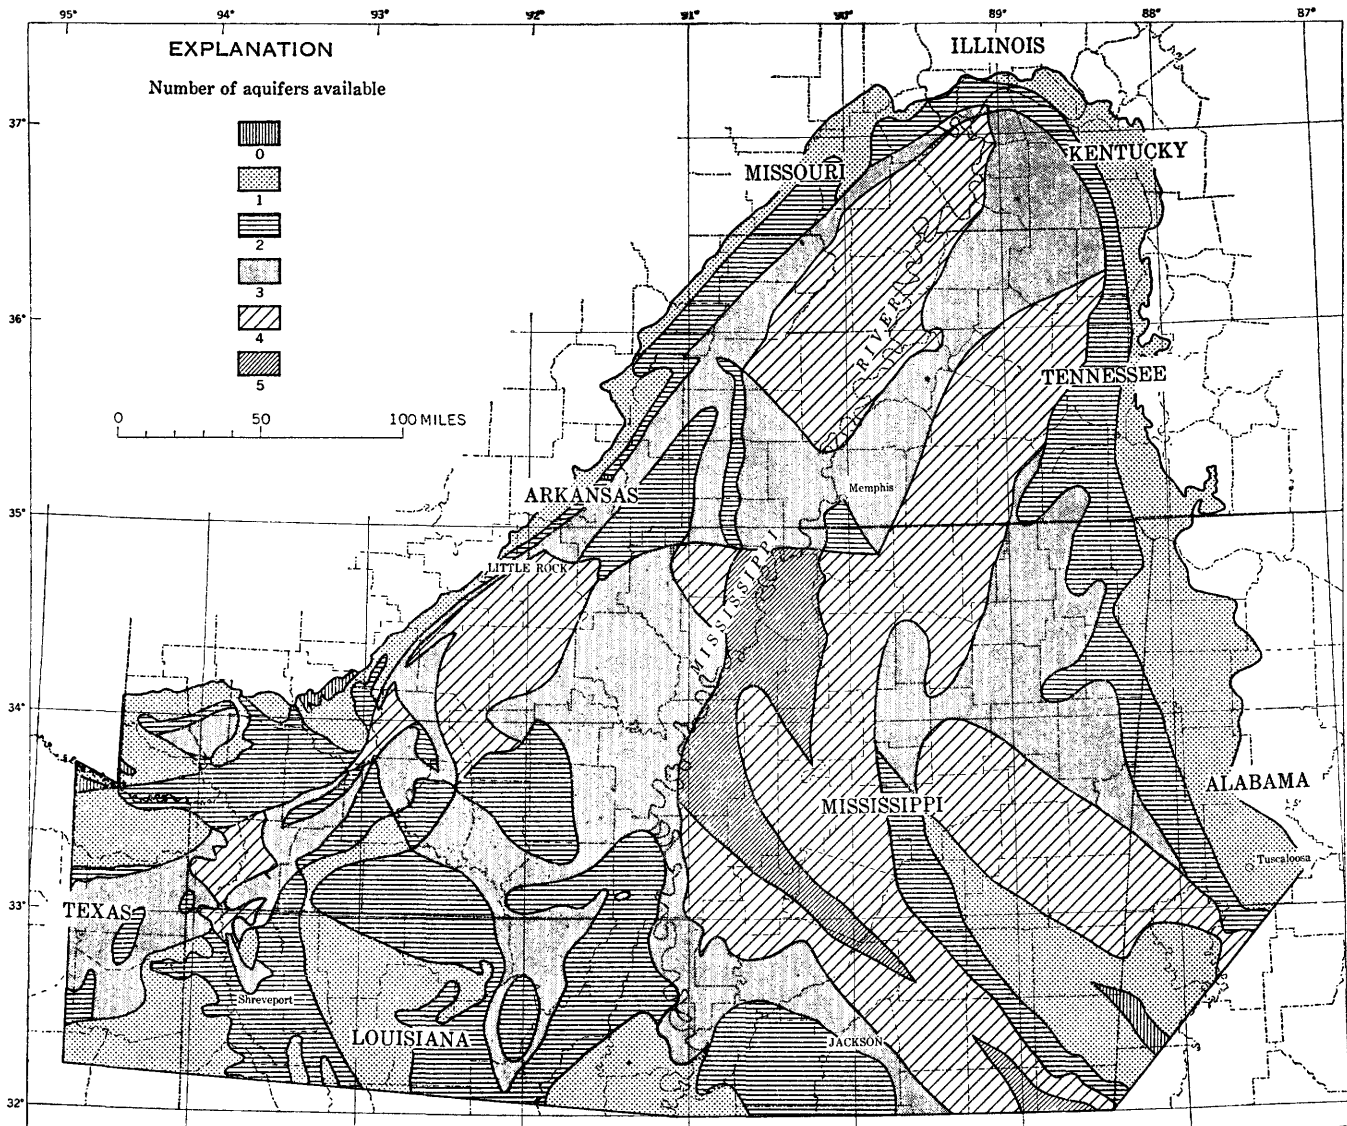 95° 94° 93° 92° 91° 90° 89° 88° 87°
EXPLANATION
Number of aquifers available
0
1
2
3
4
5
0 50 100 MILES
37°
36°
35°
34°
33°
32°
ILLINOIS
KENTUCKY
MISSOURI
RIVER
TENNESSEE
Memphis
ARKANSAS
LITTLE ROCK
MISSISSIPPI
ALABAMA
MISSISSIPPI
Tuscaloosa
TEXAS
Shreveport
LOUISIANA
JACKSON